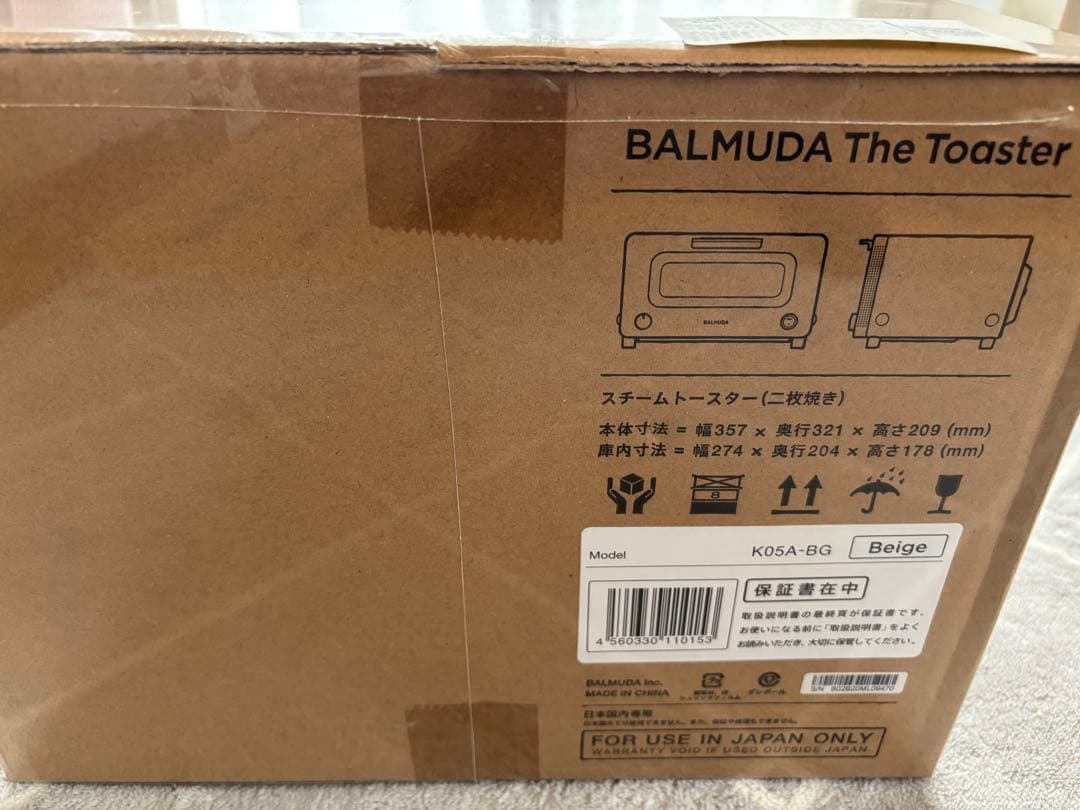 BALMUDA The Toaster
BALMUDA
スチームトースター(二枚焼き)
本体寸法 = 幅357 × 奥行321 × 高さ209 (mm)
庫内寸法 = 幅274 × 奥行204 × 高さ178 (mm)
8
Model K05A-BG Beige
保証書在中
取扱説明書の最終頁が保証書です。
お使いになる前に「取扱説明書」をよく
お読みいただき、大切に保管してください。
4 560330 110153
BALMUDA Inc.
MADE IN CHINA
ダンボール
S/N B02B20ML09470
日本国内専用
FOR USE IN JAPAN ONLY
WARRANTY VOID IF USED OUTSIDE JAPAN